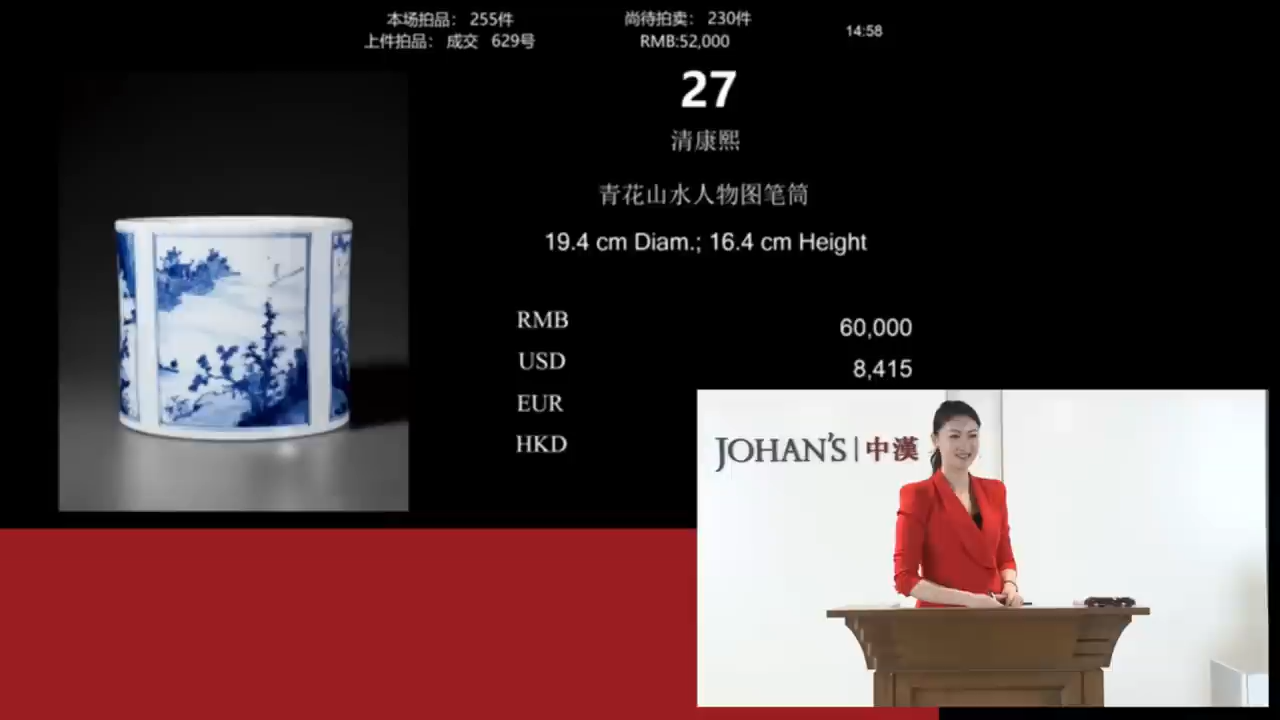 本场拍品： 255件 尚待拍卖： 230件
上件拍品： 成交 629号 RMB:52,000
14:58
27
清康熙
青花山水人物图笔筒
19.4 cm Diam.; 16.4 cm Height
RMB 60,000
USD 8,415
EUR
HKD
JOHAN'S | 中漢